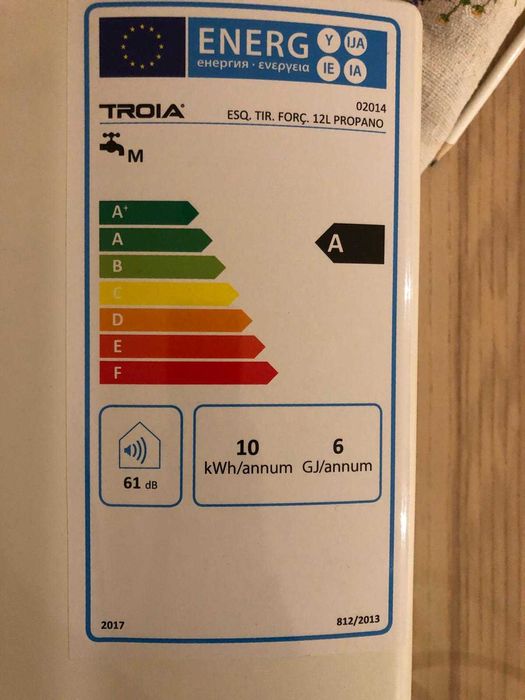 ENERG Y IJA
енергия · ενεργεια IE IA
TROIA® 02014
ESQ. TIR. FORÇ. 12L PROPANO
M
A+
A
A
B
C
D
E
F
10 6
kWh/annum GJ/annum
61 dB
2017 812/2013